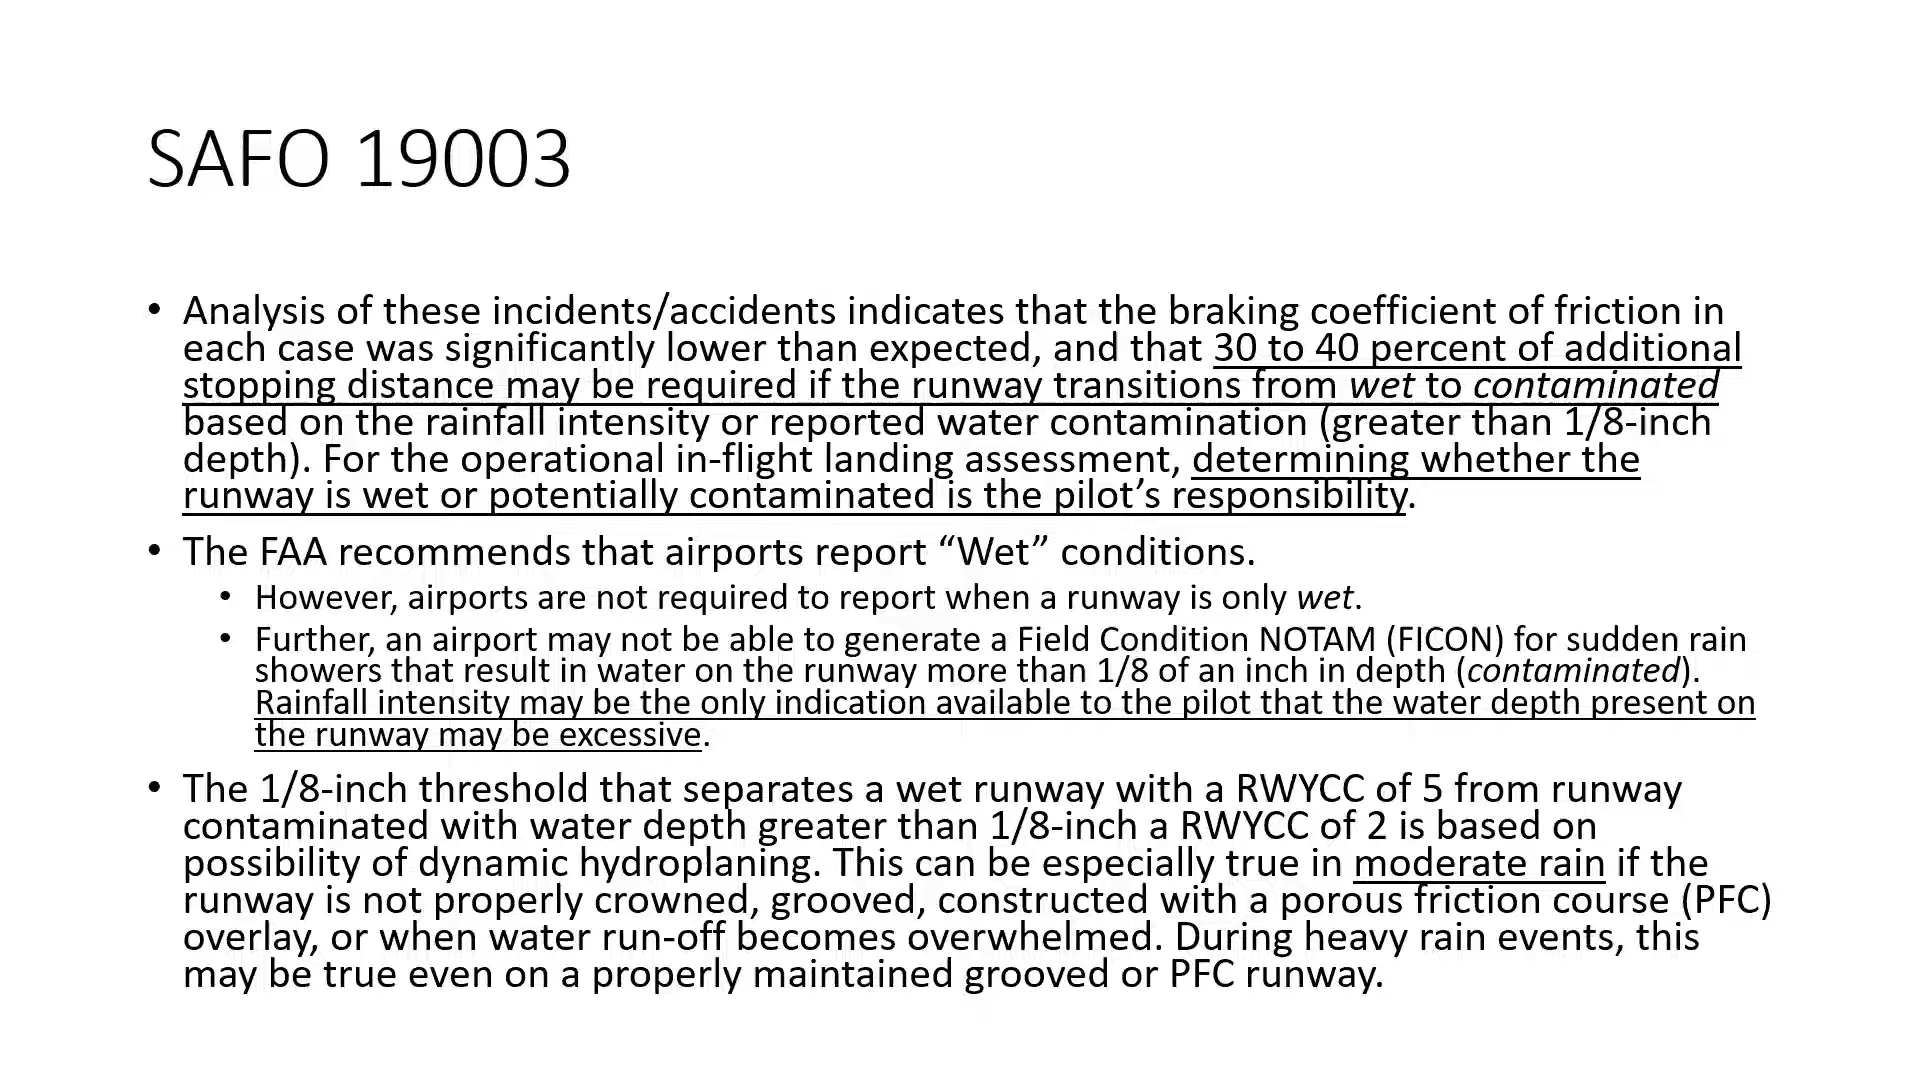 SAFO 19003
• Analysis of these incidents/accidents indicates that the braking coefficient of friction in
each case was significantly lower than expected, and that 30 to 40 percent of additional
stopping distance may be required if the runway transitions from wet to contaminated
based on the rainfall intensity or reported water contamination (greater than 1/8-inch
depth). For the operational in-flight landing assessment, determining whether the
runway is wet or potentially contaminated is the pilot’s responsibility.
• The FAA recommends that airports report “Wet” conditions.
• However, airports are not required to report when a runway is only wet.
• Further, an airport may not be able to generate a Field Condition NOTAM (FICON) for sudden rain
showers that result in water on the runway more than 1/8 of an inch in depth (contaminated).
Rainfall intensity may be the only indication available to the pilot that the water depth present on
the runway may be excessive.
• The 1/8-inch threshold that separates a wet runway with a RWYCC of 5 from runway
contaminated with water depth greater than 1/8-inch a RWYCC of 2 is based on
possibility of dynamic hydroplaning. This can be especially true in moderate rain if the
runway is not properly crowned, grooved, constructed with a porous friction course (PFC)
overlay, or when water run-off becomes overwhelmed. During heavy rain events, this
may be true even on a properly maintained grooved or PFC runway.